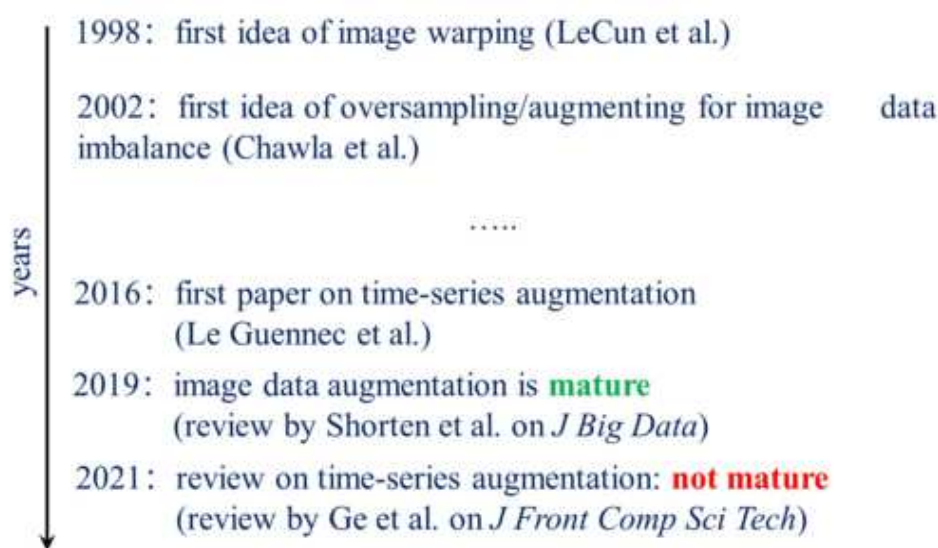 1998: first idea of image warping (LeCun et al.)
2002: first idea of oversampling/augmenting for image data
imbalance (Chawla et al.)
.....
years
2016: first paper on time-series augmentation
(Le Guennec et al.)
2019: image data augmentation is mature
(review by Shorten et al. on J Big Data)
2021: review on time-series augmentation: not mature
(review by Ge et al. on J Front Comp Sci Tech)